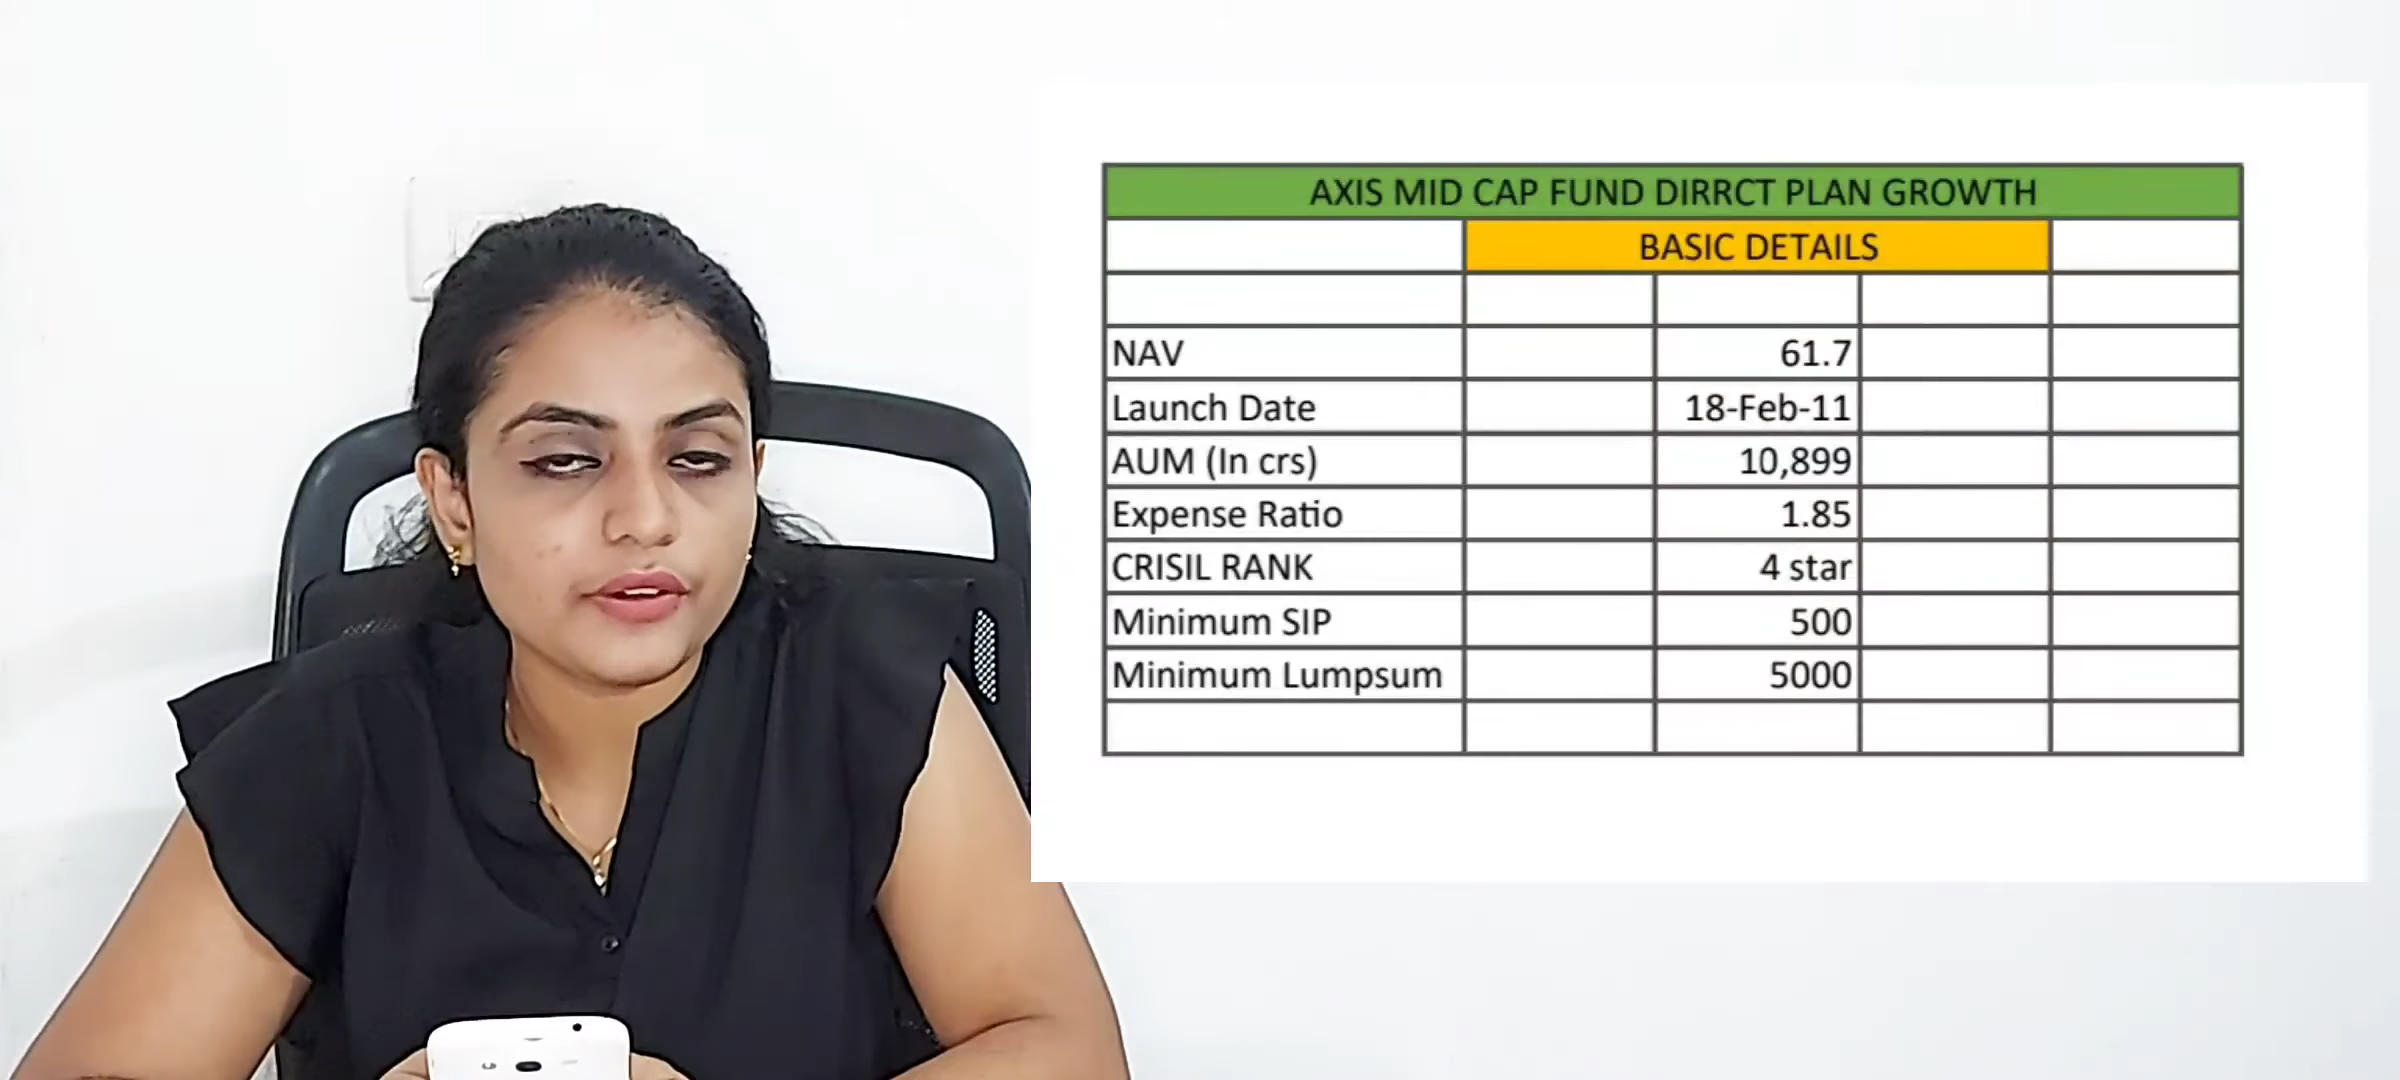 AXIS MID CAP FUND DIRRCT PLAN GROWTH
BASIC DETAILS
NAV 61.7
Launch Date 18-Feb-11
AUM (In crs) 10,899
Expense Ratio 1.85
CRISIL RANK 4 star
Minimum SIP 500
Minimum Lumpsum 5000